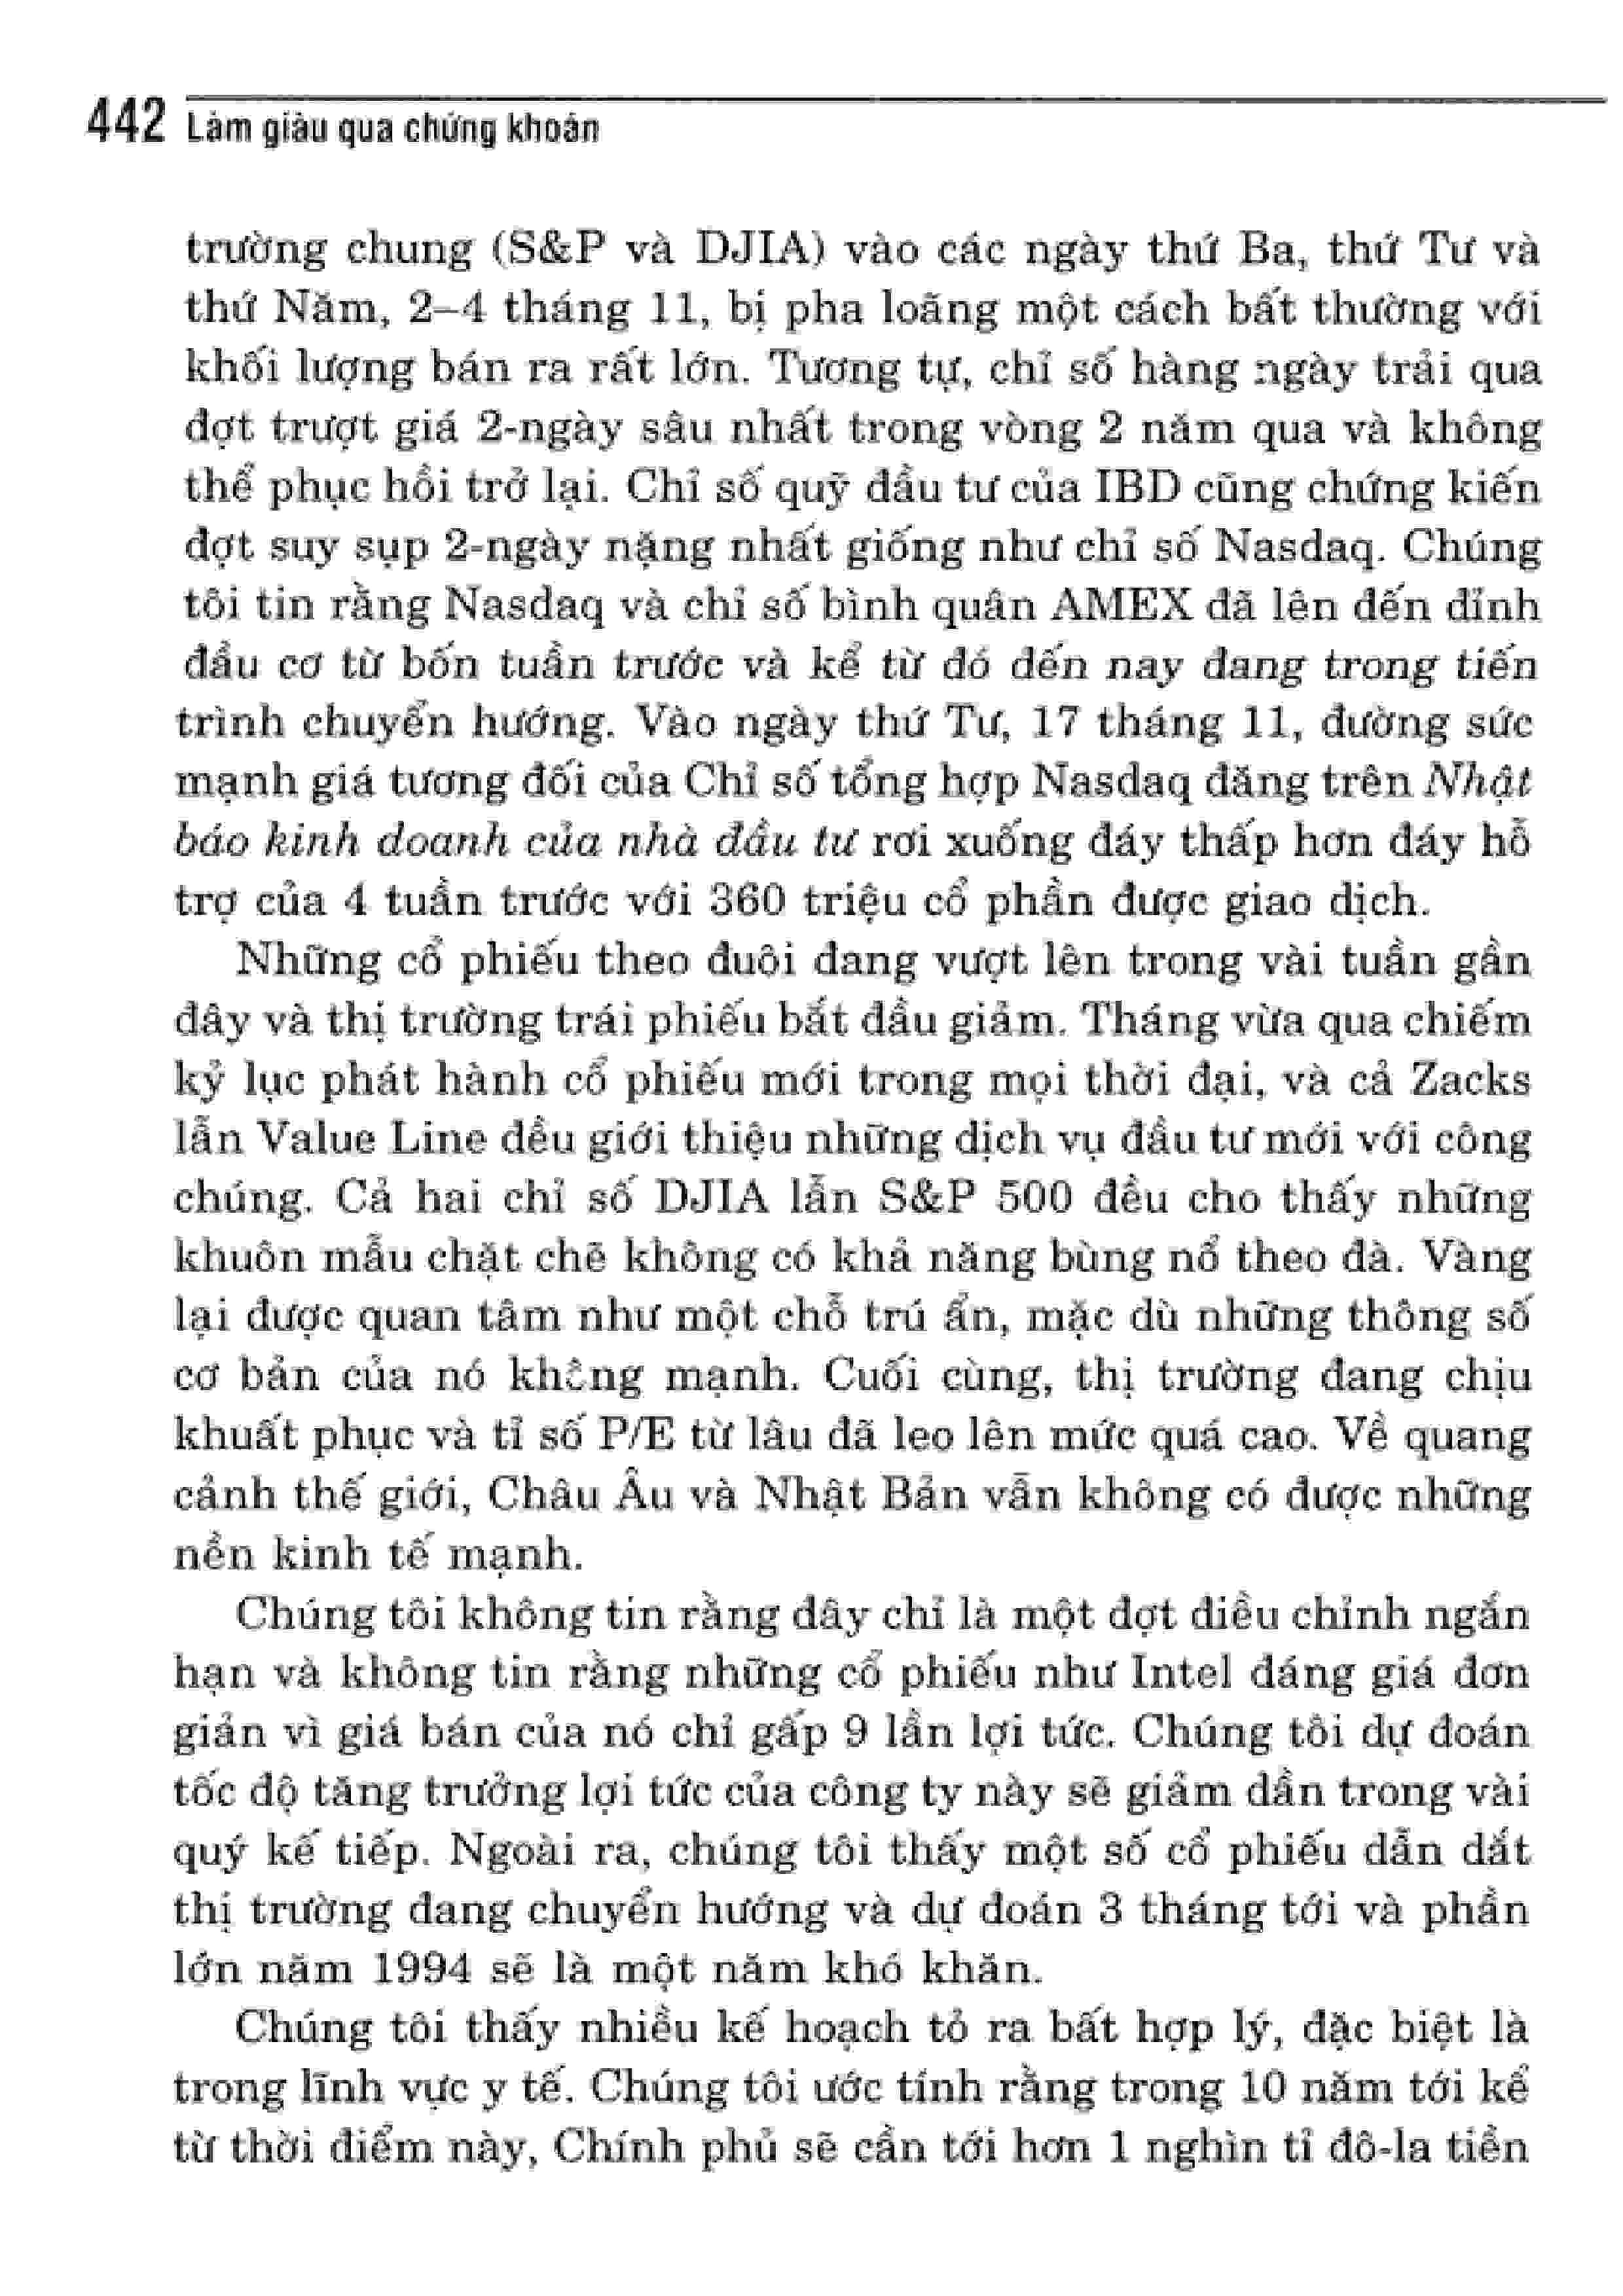 442 Làm giàu qua chứng khoán
trường chung (S&P và DJIA) vào các ngày thứ Ba, thứ Tư và
thứ Năm, 2–4 tháng 11, bị pha loãng một cách bất thường với
khối lượng bán ra rất lớn. Tương tự, chỉ số hàng ngày trải qua
đợt trượt giá 2-ngày sâu nhất trong vòng 2 năm qua và không
thể phục hồi trở lại. Chỉ số quỹ đầu tư của IBD cũng chứng kiến
đợt suy sụp 2-ngày nặng nhất giống như chỉ số Nasdaq. Chúng
tôi tin rằng Nasdaq và chỉ số bình quân AMEX đã lên đến đỉnh
đầu cơ từ bốn tuần trước và kể từ đó đến nay đang trong tiến
trình chuyển hướng. Vào ngày thứ Tư, 17 tháng 11, đường sức
mạnh giá tương đối của Chỉ số tổng hợp Nasdaq đăng trên Nhật
báo kinh doanh của nhà đầu tư rơi xuống đáy thấp hơn đáy hỗ
trợ của 4 tuần trước với 360 triệu cổ phần được giao dịch.
Những cổ phiếu theo đuôi đang vượt lên trong vài tuần gần
đây và thị trường trái phiếu bắt đầu giảm. Tháng vừa qua chiếm
kỷ lục phát hành cổ phiếu mới trong mọi thời đại, và cả Zacks
lẫn Value Line đều giới thiệu những dịch vụ đầu tư mới với công
chúng. Cả hai chỉ số DJIA lẫn S&P 500 đều cho thấy những
khuôn mẫu chặt chẽ không có khả năng bùng nổ theo đà. Vàng
lại được quan tâm như một chỗ trú ẩn, mặc dù những thông số
cơ bản của nó không mạnh. Cuối cùng, thị trường đang chịu
khuất phục và tỉ số P/E từ lâu đã leo lên mức quá cao. Về quang
cảnh thế giới, Châu Âu và Nhật Bản vẫn không có được những
nền kinh tế mạnh.
Chúng tôi không tin rằng đây chỉ là một đợt điều chỉnh ngắn
hạn và không tin rằng những cổ phiếu như Intel đáng giá đơn
giản vì giá bán của nó chỉ gấp 9 lần lợi tức. Chúng tôi dự đoán
tốc độ tăng trưởng lợi tức của công ty này sẽ giảm dần trong vài
quý kế tiếp. Ngoài ra, chúng tôi thấy một số cổ phiếu dẫn dắt
thị trường đang chuyển hướng và dự đoán 3 tháng tới và phần
lớn năm 1994 sẽ là một năm khó khăn.
Chúng tôi thấy nhiều kế hoạch tỏ ra bất hợp lý, đặc biệt là
trong lĩnh vực y tế. Chúng tôi ước tính rằng trong 10 năm tới kể
từ thời điểm này, Chính phủ sẽ cần tới hơn 1 nghìn tỉ đô-la tiền